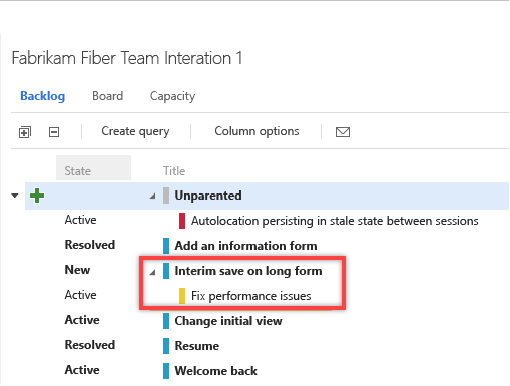 Fabrikam Fiber Team Interation 1
Backlog Board Capacity
Create query Column options
State Title
Unparented
Active Autolocation persisting in stale state between sessions
Resolved Add an information form
New Interim save on long form
Active Fix performance issues
Active Change initial view
Resolved Resume
Active Welcome back